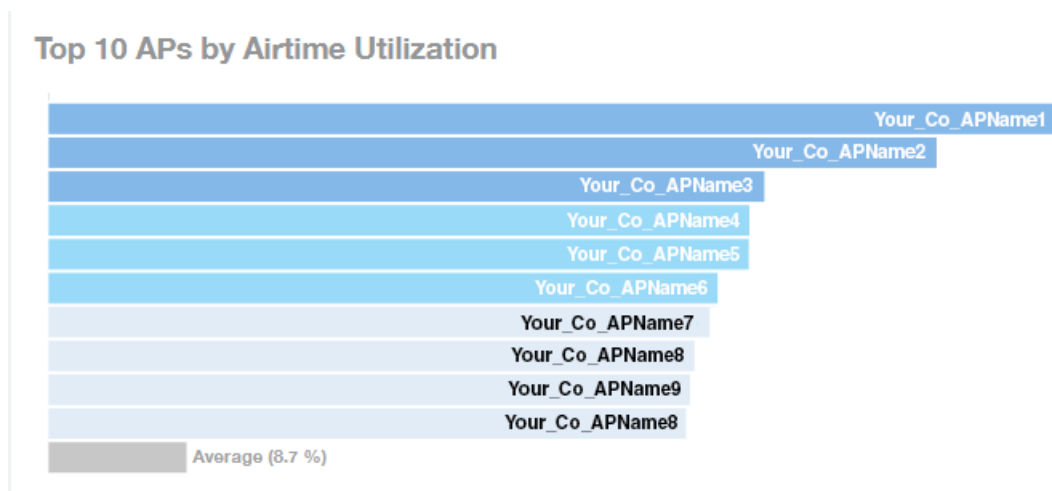 Top 10 APs by Airtime Utilization
Your_Co_APName1
Your_Co_APName2
Your_Co_APName3
Your_Co_APName4
Your_Co_APName5
Your_Co_APName6
Your_Co_APName7
Your_Co_APName8
Your_Co_APName9
Your_Co_APName8
Average (8.7 %)